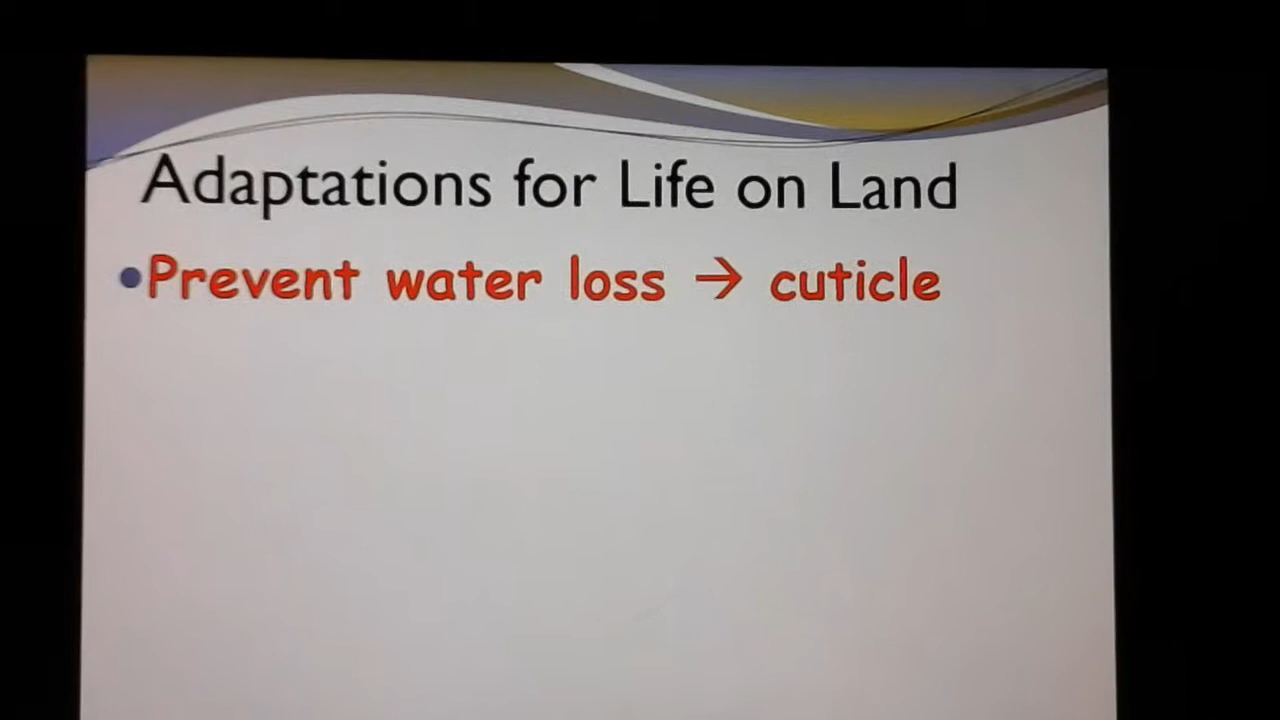 Adaptations for Life on Land
•Prevent water loss → cuticle